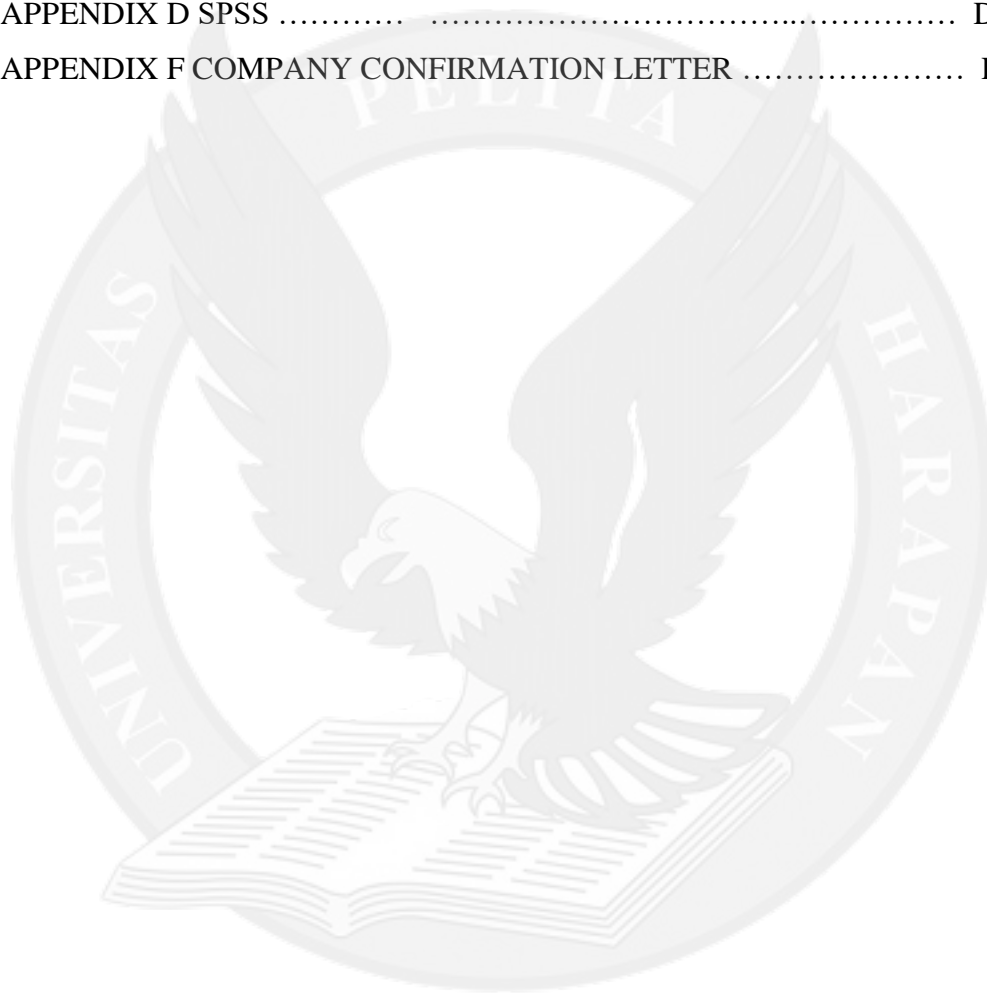 APPENDIX D SPSS ………… …………………………………...…………… D
APPENDIX F COMPANY CONFIRMATION LETTER …………………
UNIVERSITAS PELITA HARAPAN